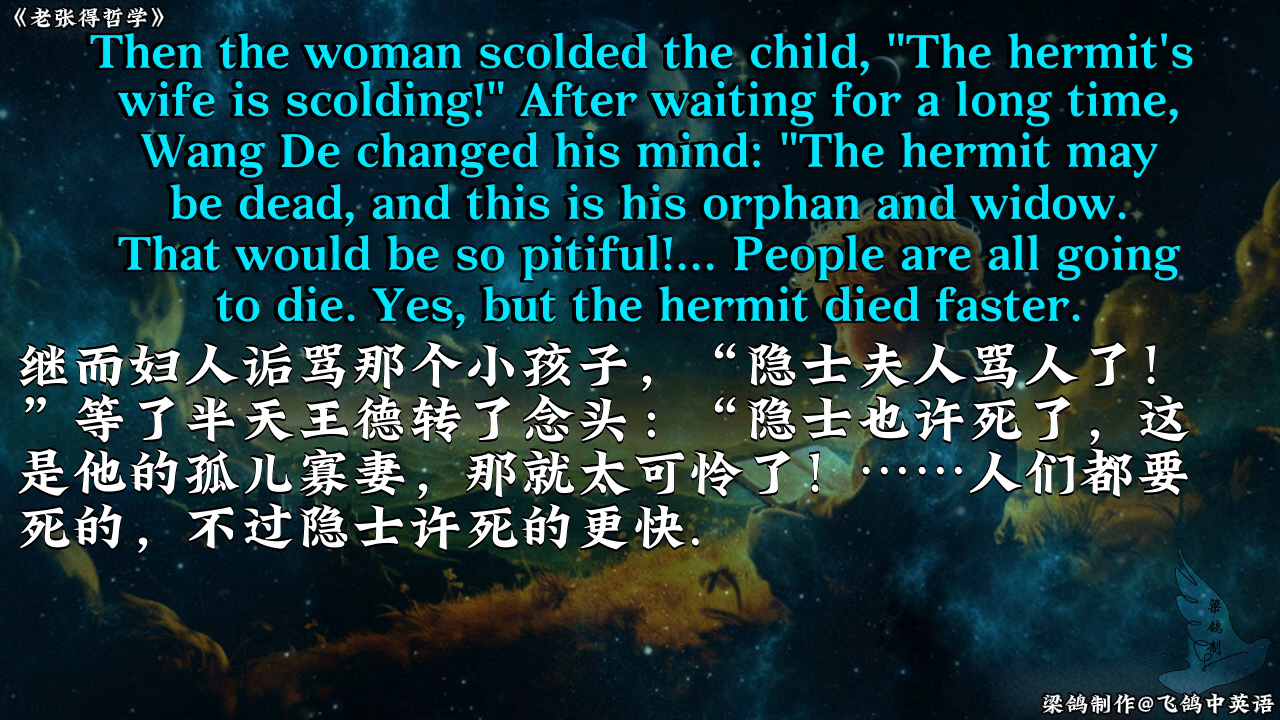 《老张得哲学》
Then the woman scolded the child, "The hermit's
wife is scolding!" After waiting for a long time,
Wang De changed his mind: "The hermit may
be dead, and this is his orphan and widow.
That would be so pitiful!... People are all going
to die. Yes, but the hermit died faster.
继而妇人诟骂那个小孩子，“隐士夫人骂人了！
”等了半天王德转了念头：“隐士也许死了，这
是他的孤儿寡妻，那就太可怜了！……人们都要
死的，不过隐士许死的更快.
梁鸽制
梁鸽制作@飞鸽中英语